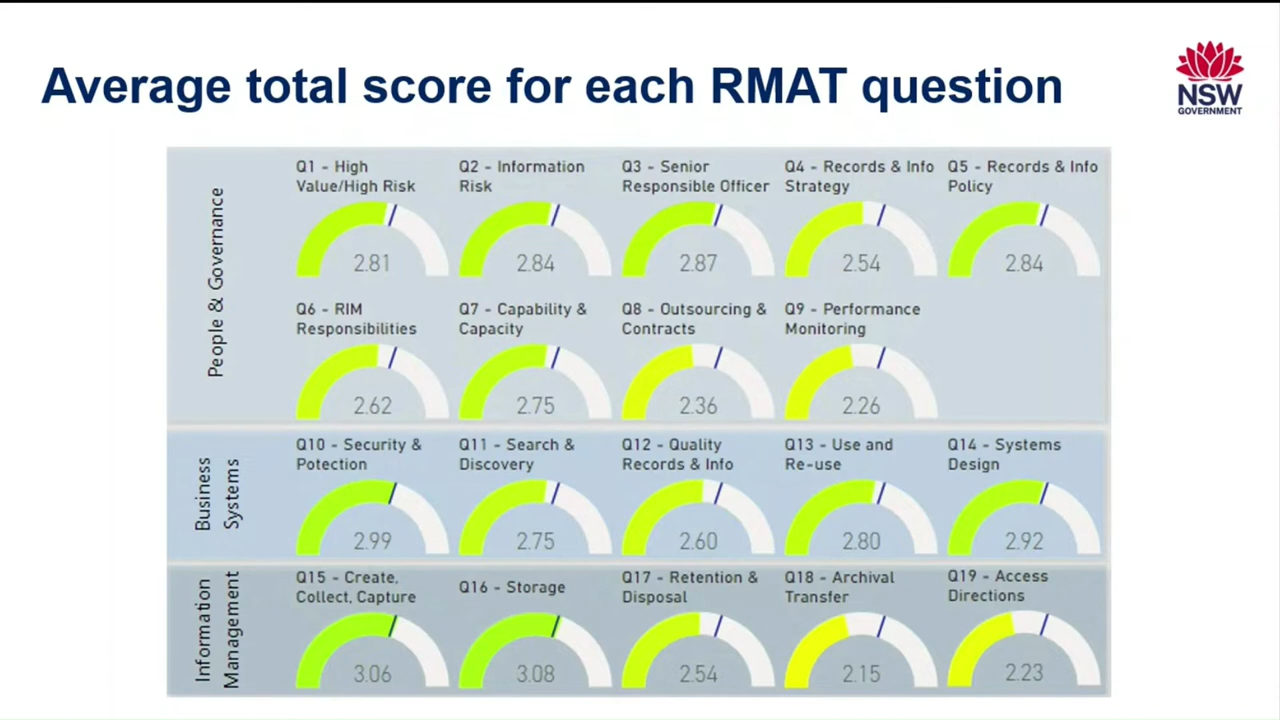 Average total score for each RMAT question
NSW
GOVERNMENT
People & Governance
Q1 - High
Value/High Risk
2.81
Q2 - Information
Risk
2.84
Q3 - Senior
Responsible Officer
2.87
Q4 - Records & Info
Strategy
2.54
Q5 - Records & Info
Policy
2.84
Q6 - RIM
Responsibilities
2.62
Q7 - Capability &
Capacity
2.75
Q8 - Outsourcing &
Contracts
2.36
Q9 - Performance
Monitoring
2.26
Business
Systems
Q10 - Security &
Potection
2.99
Q11 - Search &
Discovery
2.75
Q12 - Quality
Records & Info
2.60
Q13 - Use and
Re-use
2.80
Q14 - Systems
Design
2.92
Information
Management
Q15 - Create,
Collect, Capture
3.06
Q16 - Storage
3.08
Q17 - Retention &
Disposal
2.54
Q18 - Archival
Transfer
2.15
Q19 - Access
Directions
2.23